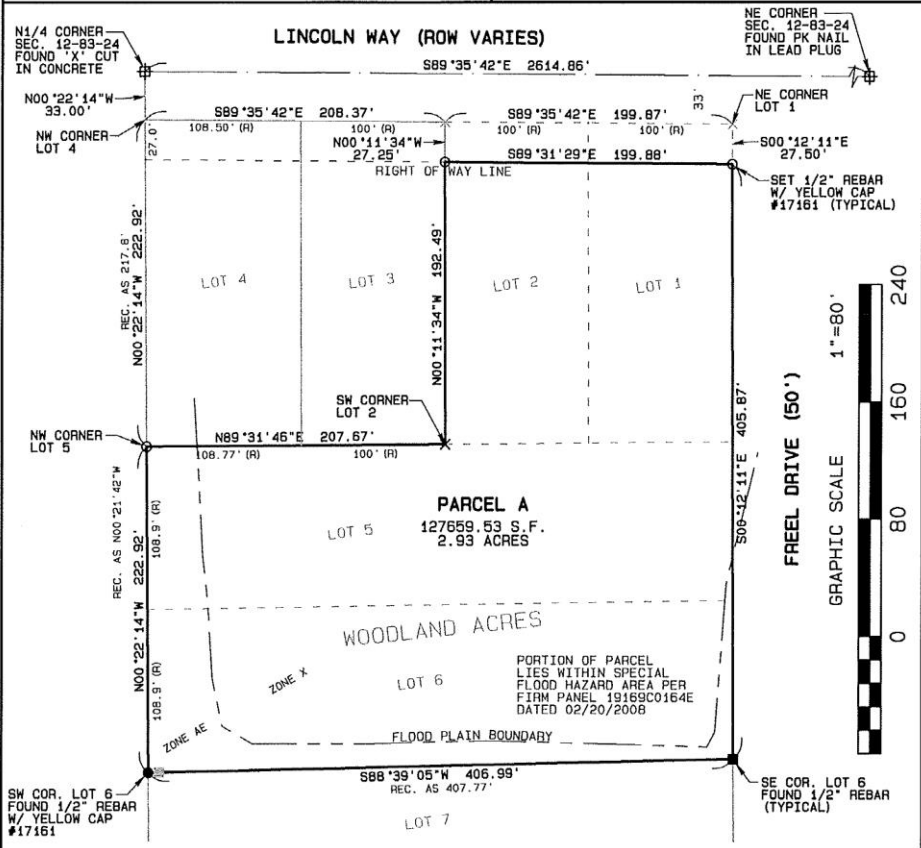 N1/4 CORNER
SEC. 12-83-24
FOUND 'X' CUT
IN CONCRETE
LINCOLN WAY (ROW VARIES)
NE CORNER
SEC. 12-83-24
FOUND PK NAIL
IN LEAD PLUG
S89°35'42"E 2614.86'
N00°22'14"W
33.00'
33'
NW CORNER
LOT 4
S89°35'42"E 208.37'
108.50' (R)
100' (R)
S89°35'42"E 199.87'
100' (R)
100' (R)
NE CORNER
LOT 1
27.0'
N00°11'34"W
27.25'
S00°12'11"E
27.50'
S89°31'29"E 199.88'
RIGHT OF WAY LINE
SET 1/2" REBAR
W/ YELLOW CAP
#17161 (TYPICAL)
REC. AS 217.8'
N00°22'14"W 222.92'
LOT 4
LOT 3
N00°11'34"W 192.49'
LOT 2
LOT 1
SW CORNER
LOT 2
NW CORNER
LOT 5
N89°31'46"E 207.67'
108.77' (R)
100' (R)
S00°12'11"E 405.87'
FREEL DRIVE (50')
GRAPHIC SCALE 1"=80'
240
160
80
0
REC. AS N00°21'42"W
N00°22'14"W 222.92'
108.9' (R)
108.9' (R)
PARCEL A
127659.53 S.F.
2.93 ACRES
LOT 5
WOODLAND ACRES
LOT 6
ZONE X
ZONE AE
PORTION OF PARCEL
LIES WITHIN SPECIAL
FLOOD HAZARD AREA PER
FIRM PANEL 19169C0164E
DATED 02/20/2008
FLOOD PLAIN BOUNDARY
S88°39'05"W 406.99'
REC. AS 407.77'
SW COR. LOT 6
FOUND 1/2" REBAR
W/ YELLOW CAP
#17161
SE COR. LOT 6
FOUND 1/2" REBAR
(TYPICAL)
LOT 7